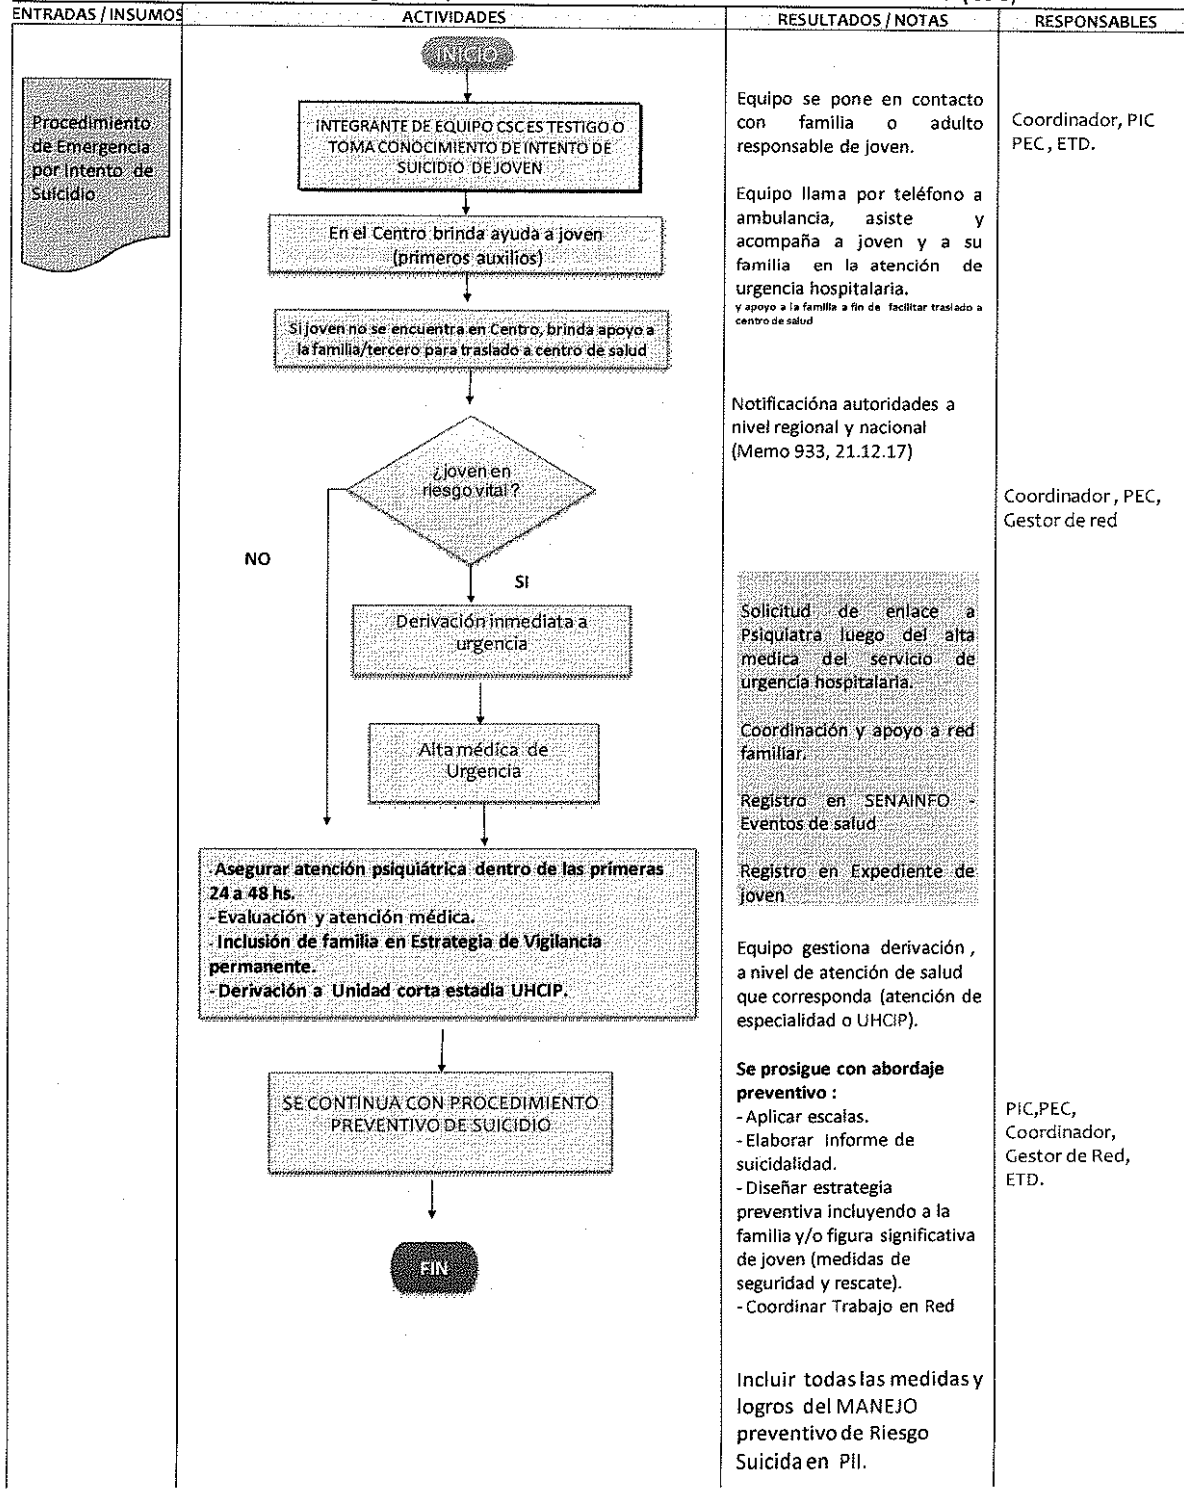 ENTRADAS / INSUMOS
ACTIVIDADES
RESULTADOS / NOTAS
RESPONSABLES
INICIO
Procedimiento
de Emergencia
por Intento de
Suicidio
INTEGRANTE DE EQUIPO CSC ES TESTIGO O
TOMA CONOCIMIENTO DE INTENTO DE
SUICIDIO DE JOVEN
En el Centro brinda ayuda a joven
(primeros auxilios)
Si joven no se encuentra en Centro, brinda apoyo a
la familia/tercero para traslado a centro de salud
¿joven en
riesgo vital?
NO
SI
Derivación inmediata a
urgencia
Alta médica de
Urgencia
-Asegurar atención psiquiátrica dentro de las primeras
24 a 48 hs.
-Evaluación y atención médica.
-Inclusión de familia en Estrategia de Vigilancia
permanente.
-Derivación a Unidad corta estadia UHCIP.
SE CONTINUA CON PROCEDIMIENTO
PREVENTIVO DE SUICIDIO
FIN
Equipo se pone en contacto
con familia o adulto
responsable de joven.
Equipo llama por teléfono a
ambulancia, asiste y
acompaña a joven y a su
familia en la atención de
urgencia hospitalaria.
y apoyo a la familia a fin de facilitar traslado a
centro de salud
Notificacióna autoridades a
nivel regional y nacional
(Memo 933, 21.12.17)
Solicitud de enlace a
Psiquiatra luego del alta
medica del servicio de
urgencia hospitalaria.
Coordinación y apoyo a red
familiar.
Registro en SENAINFO -
Eventos de salud
Registro en Expediente de
joven
Equipo gestiona derivación ,
a nivel de atención de salud
que corresponda (atención de
especialidad o UHCIP).
Se prosigue con abordaje
preventivo :
-Aplicar escalas.
-Elaborar informe de
suicidalidad.
-Diseñar estrategia
preventiva incluyendo a la
familia y/o figura significativa
de joven (medidas de
seguridad y rescate).
-Coordinar Trabajo en Red
Incluir todas las medidas y
logros del MANEJO
preventivo de Riesgo
Suicida en PII.
Coordinador, PIC
PEC, ETD.
Coordinador, PEC,
Gestor de red
PIC,PEC,
Coordinador,
Gestor de Red,
ETD.